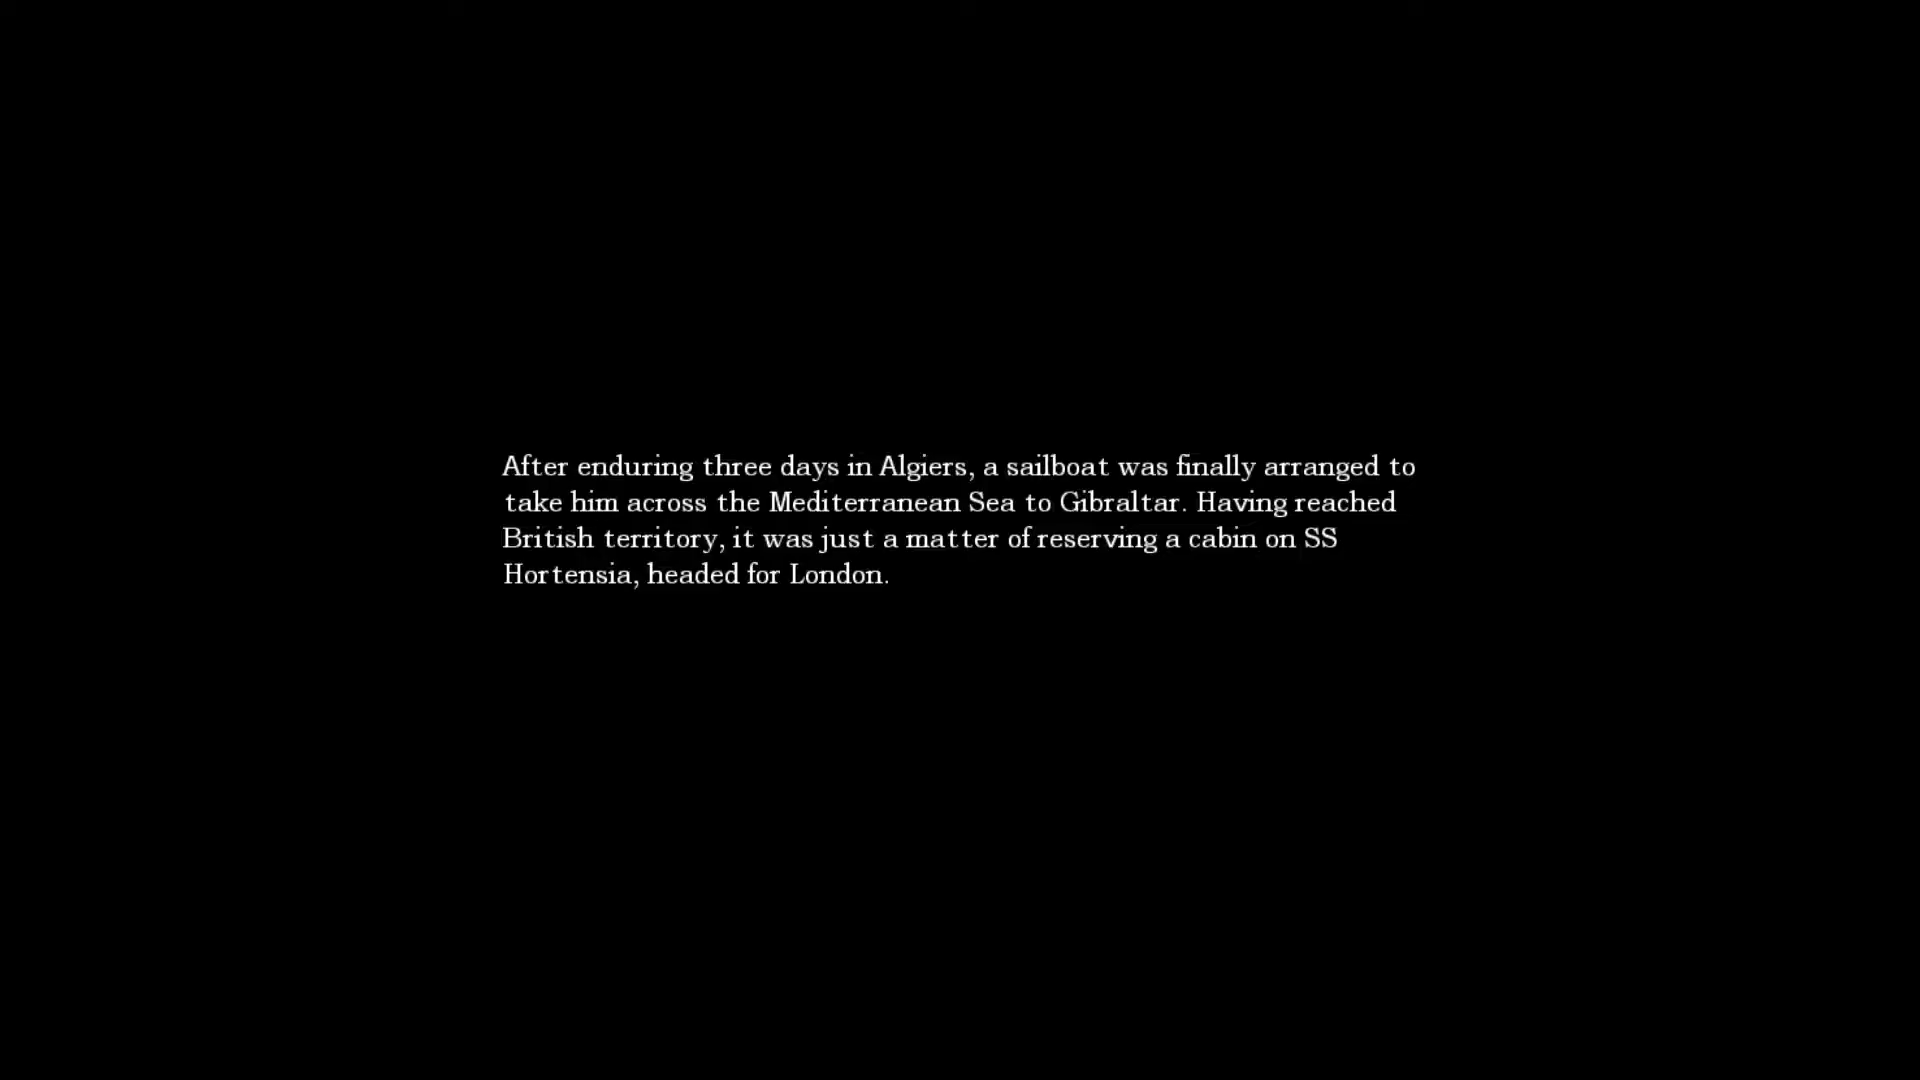 After enduring three days in Algiers, a sailboat was finally arranged to
take him across the Mediterranean Sea to Gibraltar. Having reached
British territory, it was just a matter of reserving a cabin on SS
Hortensia, headed for London.